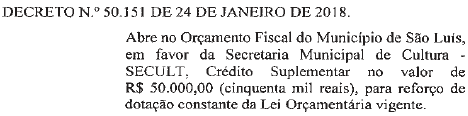 DECRETO N.º 50.151 DE 24 DE JANEIRO DE 2018.
Abre no Orçamento Fiscal do Município de São Luís,
em favor da Secretaria Municipal de Cultura -
SECULT, Crédito Suplementar no valor de
R$ 50.000,00 (cinquenta mil reais), para reforço de
dotação constante da Lei Orçamentária vigente.